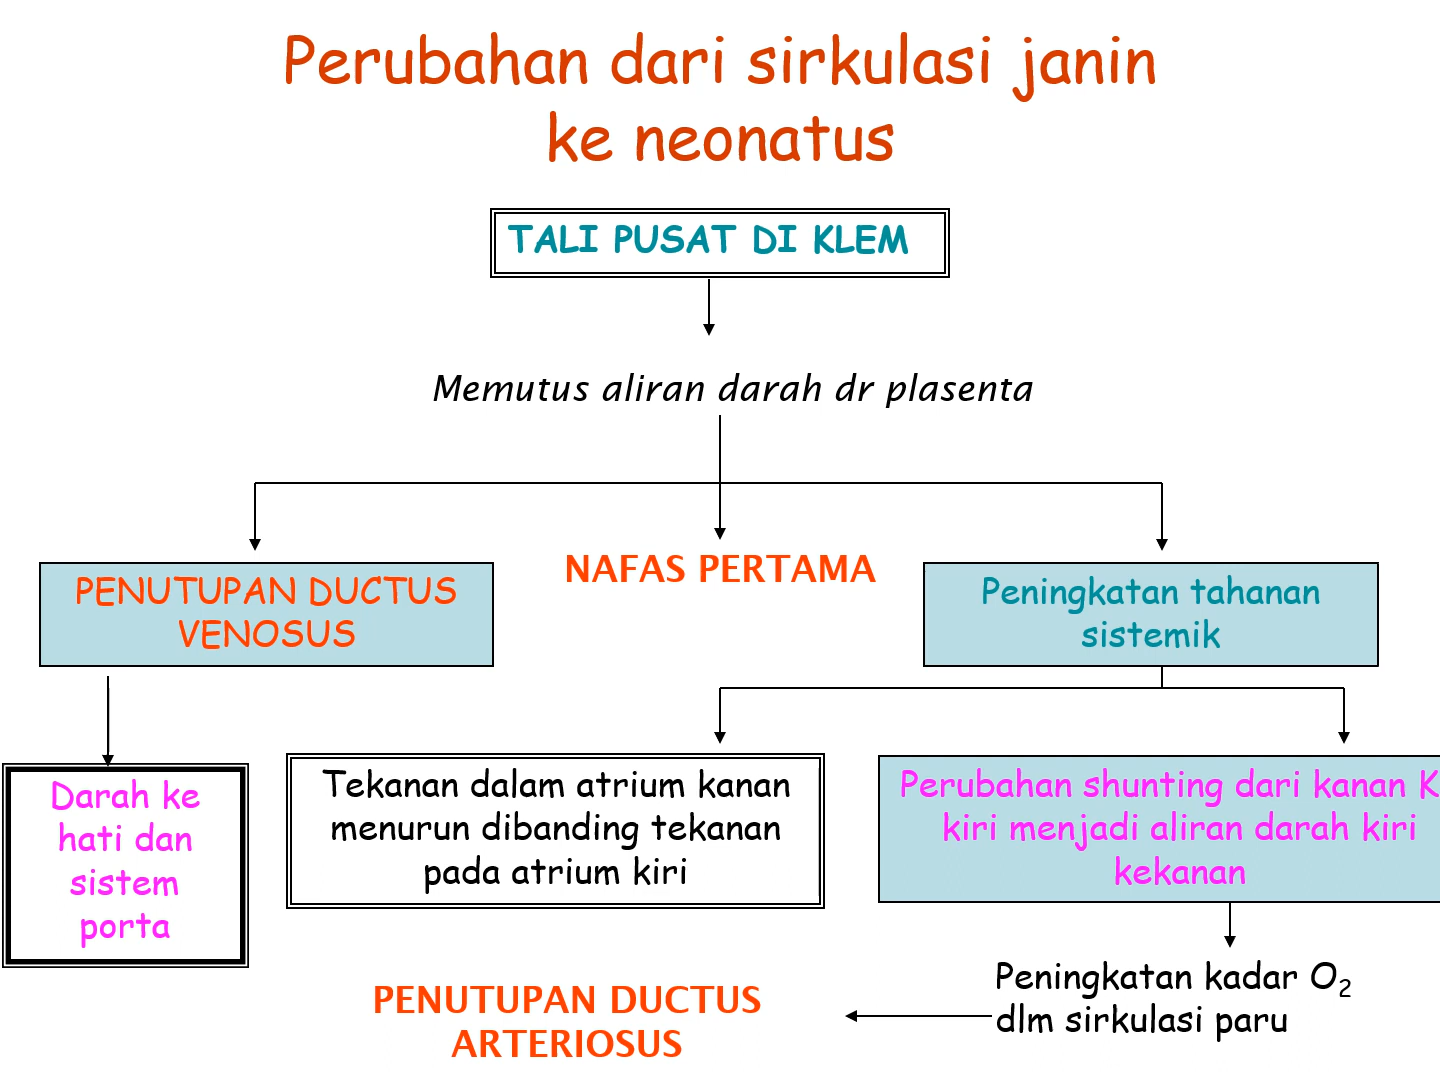 Perubahan dari sirkulasi janin
ke neonatus
TALI PUSAT DI KLEM
Memutus aliran darah dr plasenta
NAFAS PERTAMA
PENUTUPAN DUCTUS
VENOSUS
Peningkatan tahanan
sistemik
Darah ke
hati dan
sistem
porta
Tekanan dalam atrium kanan
menurun dibanding tekanan
pada atrium kiri
Perubahan shunting dari kanan K
kiri menjadi aliran darah kiri
kekanan
Peningkatan kadar O₂
dlm sirkulasi paru
PENUTUPAN DUCTUS
ARTERIOSUS